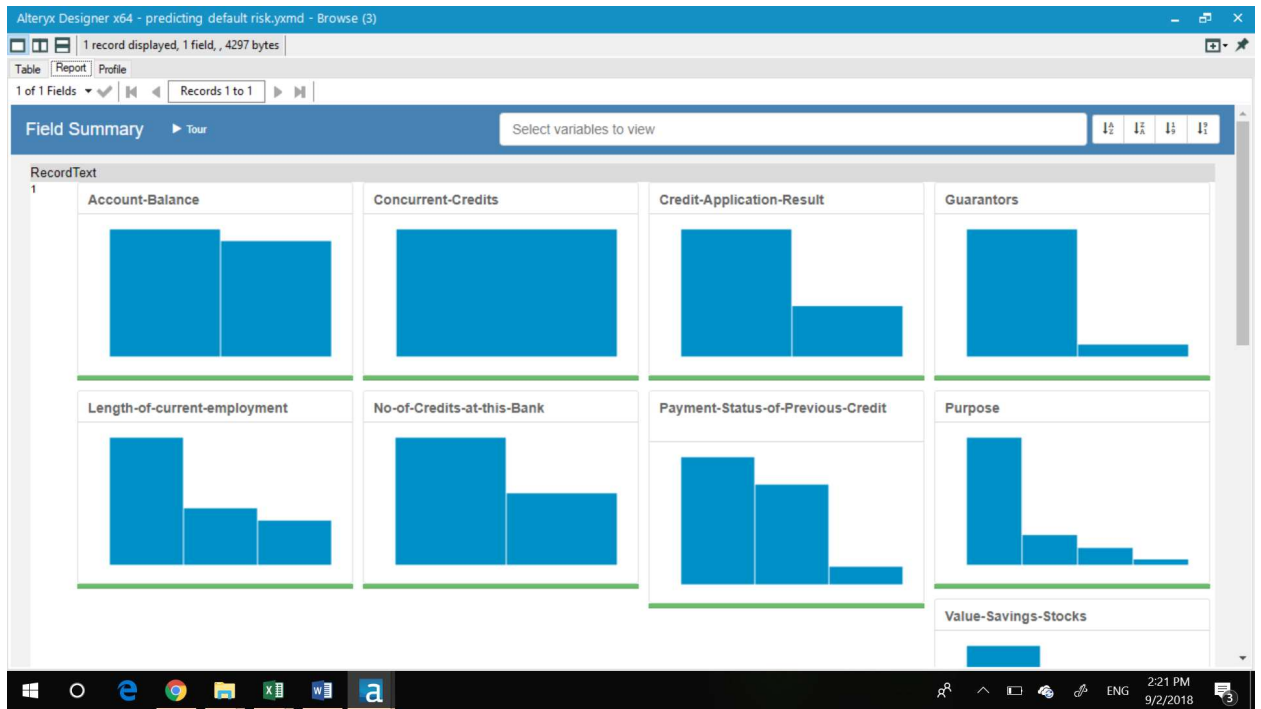 Alteryx Designer x64 - predicting default risk.yxmd - Browse (3)
1 record displayed, 1 field, , 4297 bytes
Table Report Profile
1 of 1 Fields Records 1 to 1
Field Summary Tour Select variables to view
RecordText
1
Account-Balance Concurrent-Credits Credit-Application-Result Guarantors
Length-of-current-employment No-of-Credits-at-this-Bank Payment-Status-of-Previous-Credit Purpose
Value-Savings-Stocks
2:21 PM
ENG
9/2/2018
3